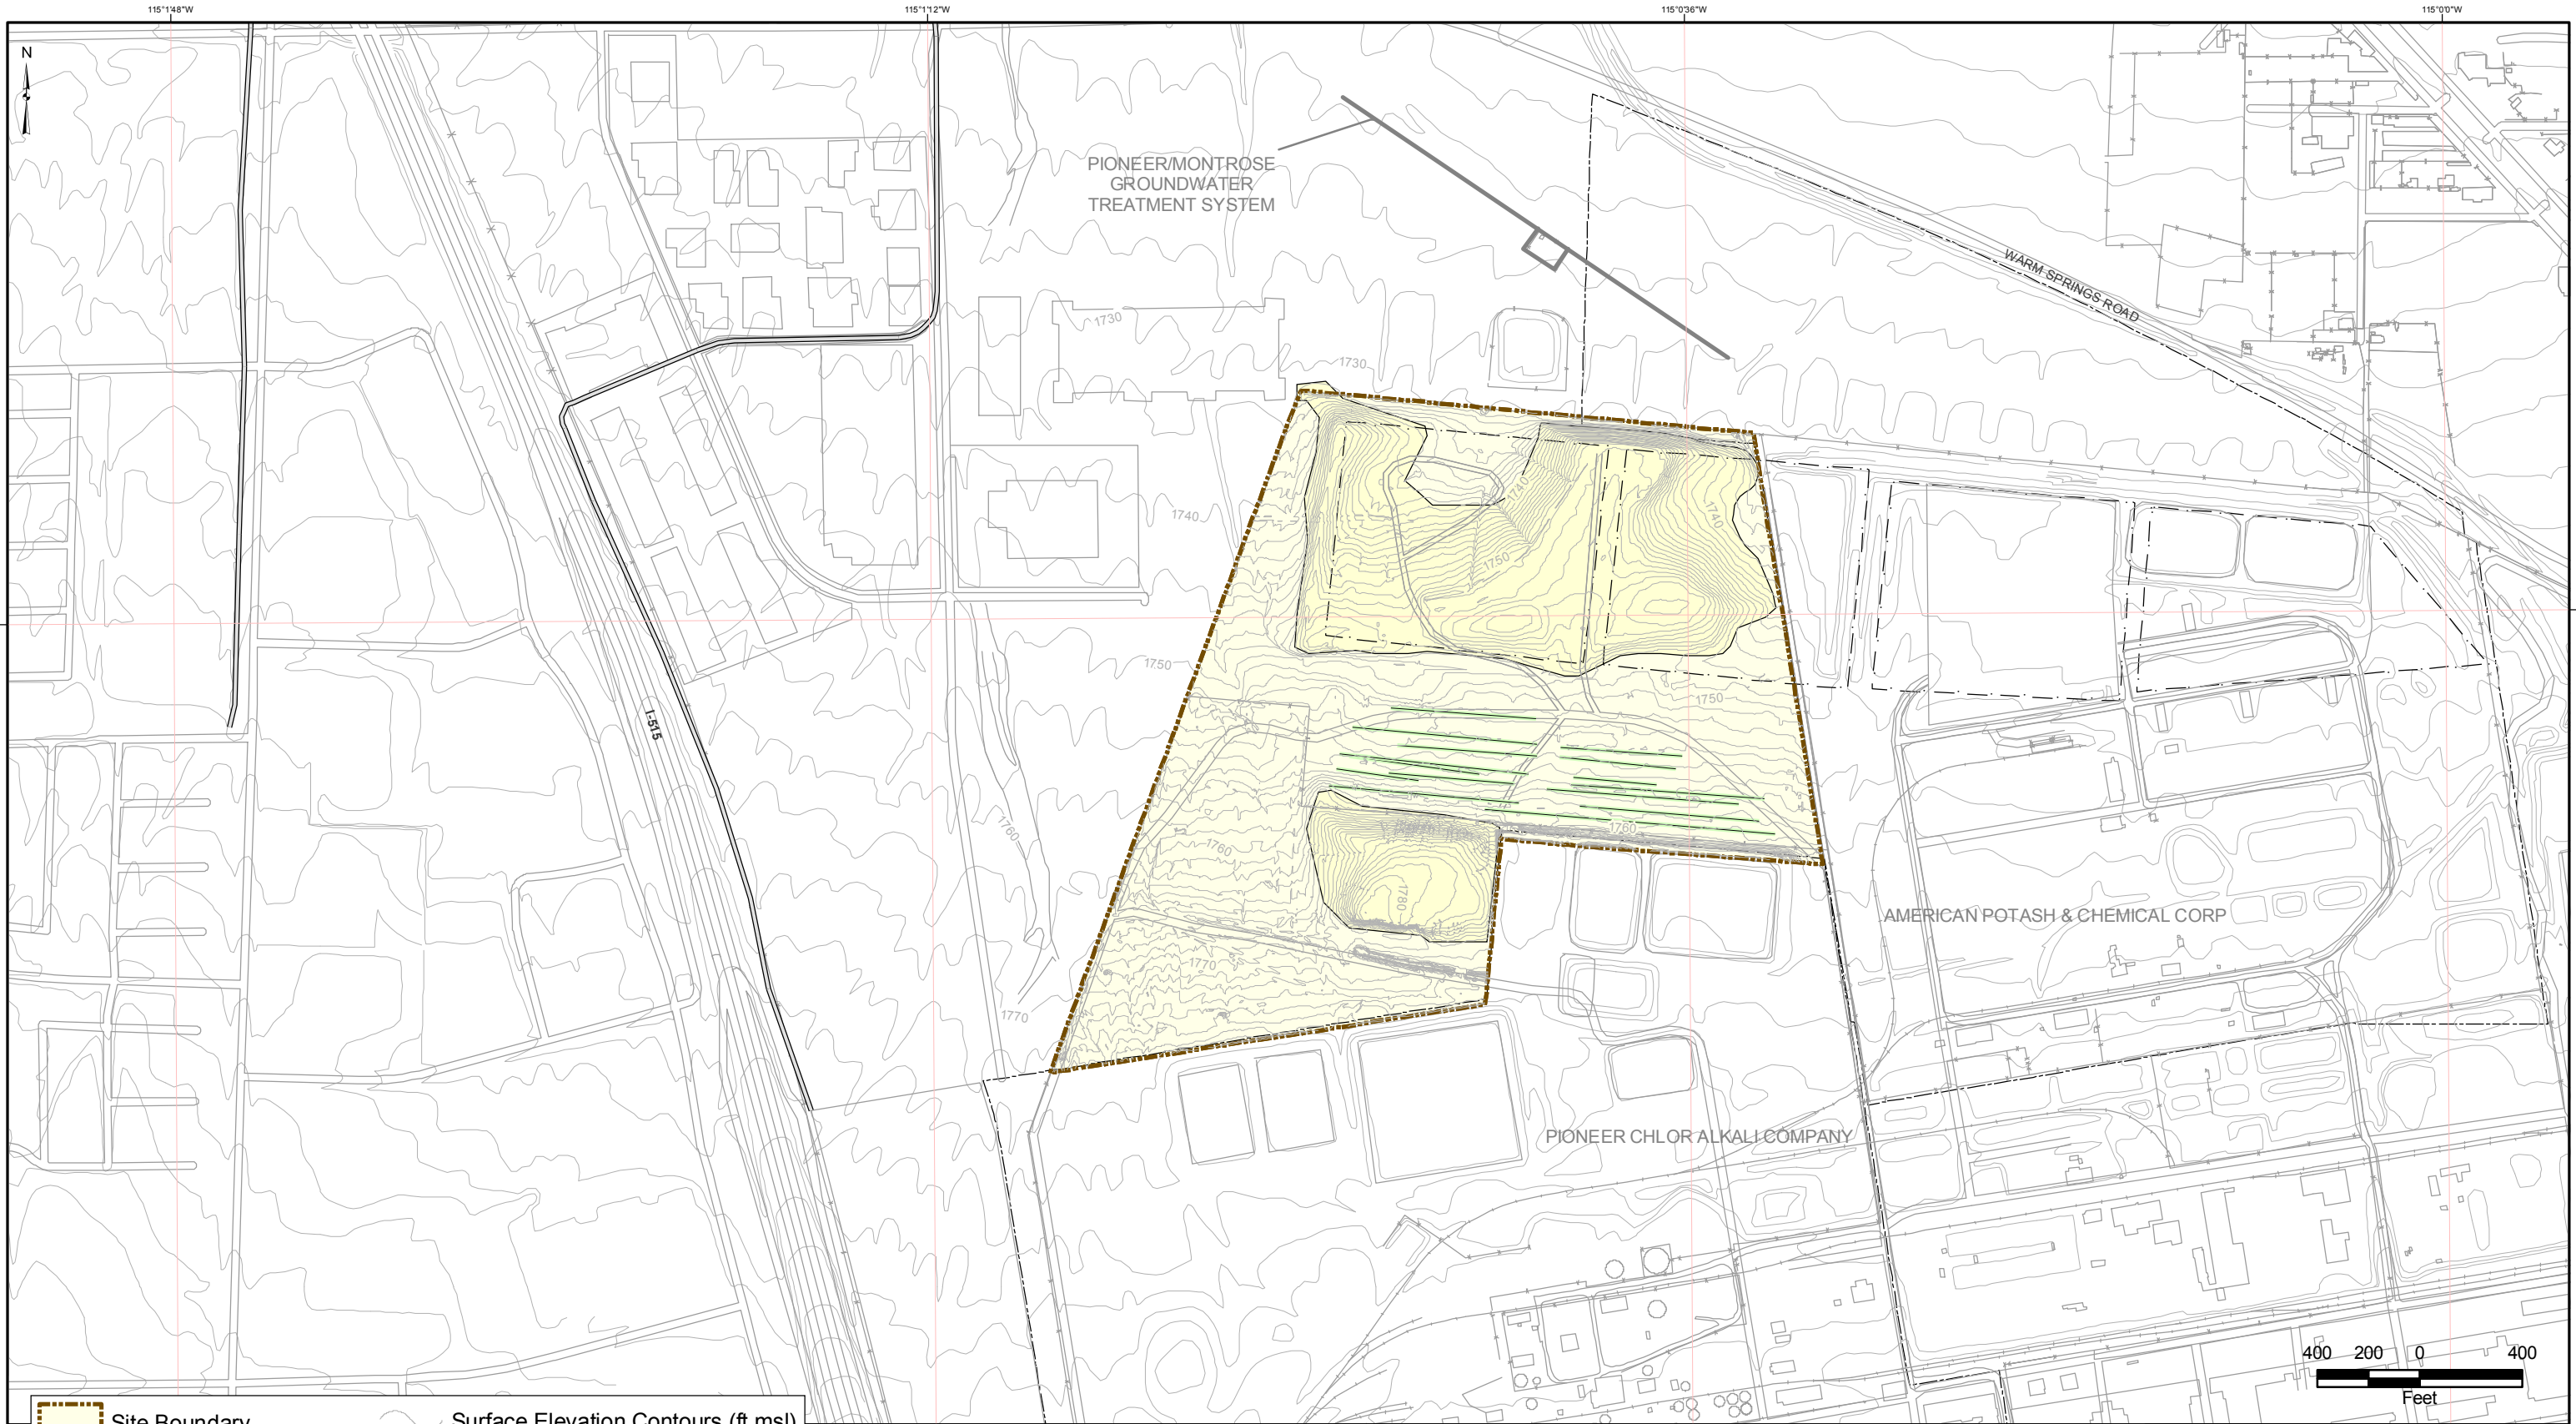 115°1'48"W
115°1'12"W
115°0'36"W
115°0'0"W
N
PIONEER/MONTROSE
GROUNDWATER
TREATMENT SYSTEM
WARM SPRINGS ROAD
1730
1730
1740
1740
1740
1750
1750
1750
I-515
1760
1760
1760
1780
1770
1770
AMERICAN POTASH & CHEMICAL CORP
PIONEER CHLOR ALKALI COMPANY
400 200 0 400
Feet
Site Boundary
Surface Elevation Contours (ft msl)